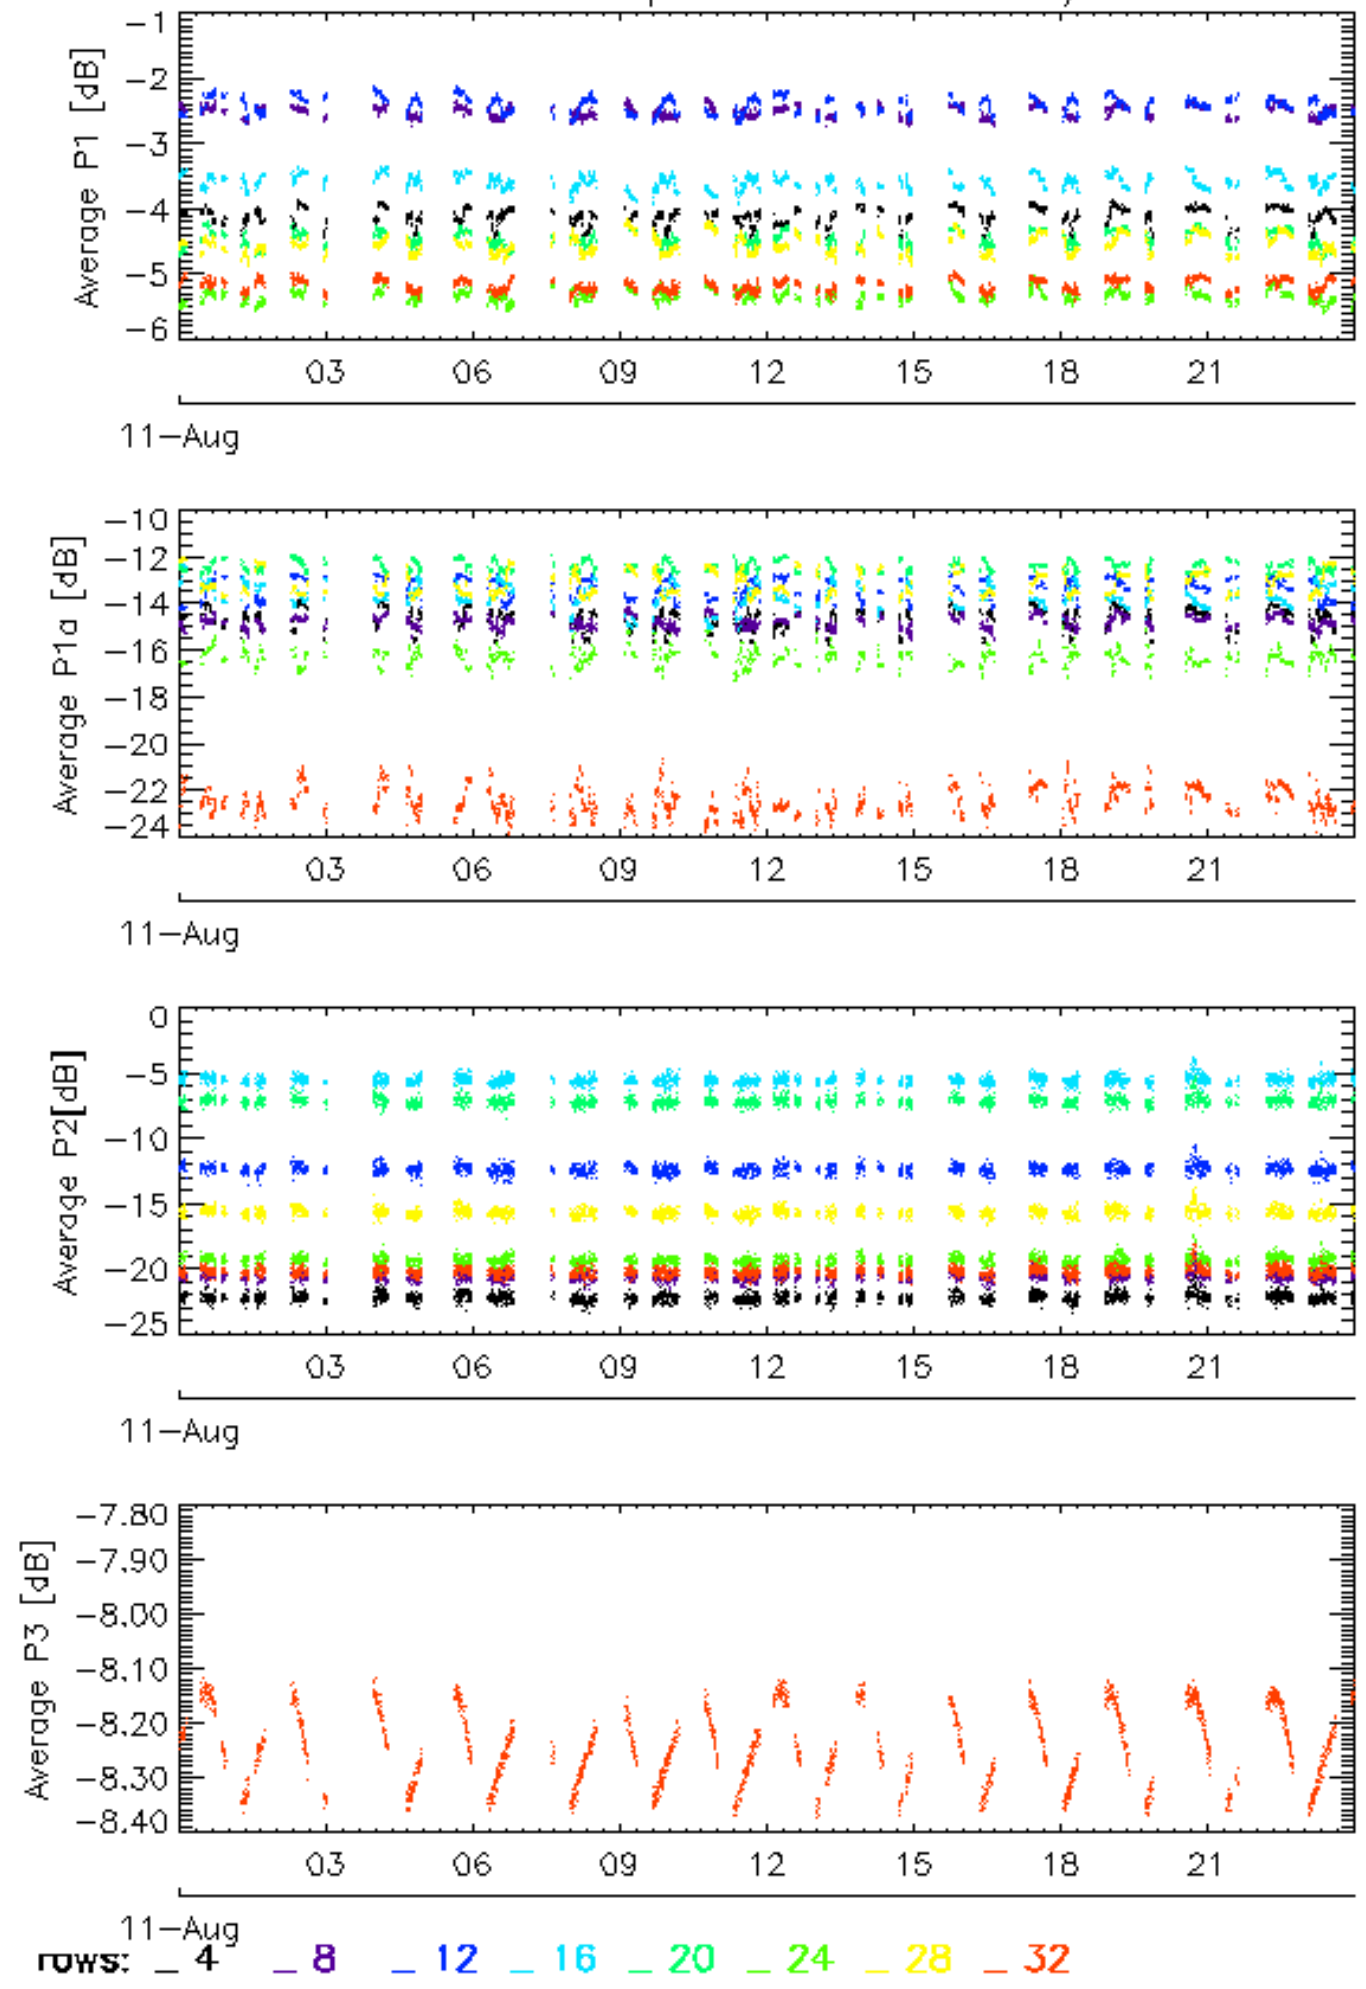 Average P1 [dB]
-1
-2
-3
-4
-5
-6
03 06 09 12 15 18 21
11-Aug
Average P1a [dB]
-10
-12
-14
-16
-18
-20
-22
-24
03 06 09 12 15 18 21
11-Aug
Average P2[dB]
0
-5
-10
-15
-20
-25
03 06 09 12 15 18 21
11-Aug
Average P3 [dB]
-7.80
-7.90
-8.00
-8.10
-8.20
-8.30
-8.40
03 06 09 12 15 18 21
11-Aug
rows: _ 4 _ 8 _ 12 _ 16 _ 20 _ 24 _ 28 _ 32